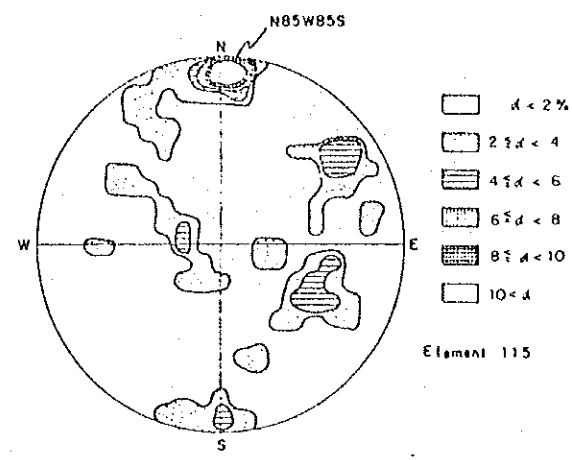 N85W85S
N
W
E
S
d < 2%
2 ≤ d < 4
4 ≤ d < 6
6 ≤ d < 8
8 ≤ d < 10
10 < d
Element 115